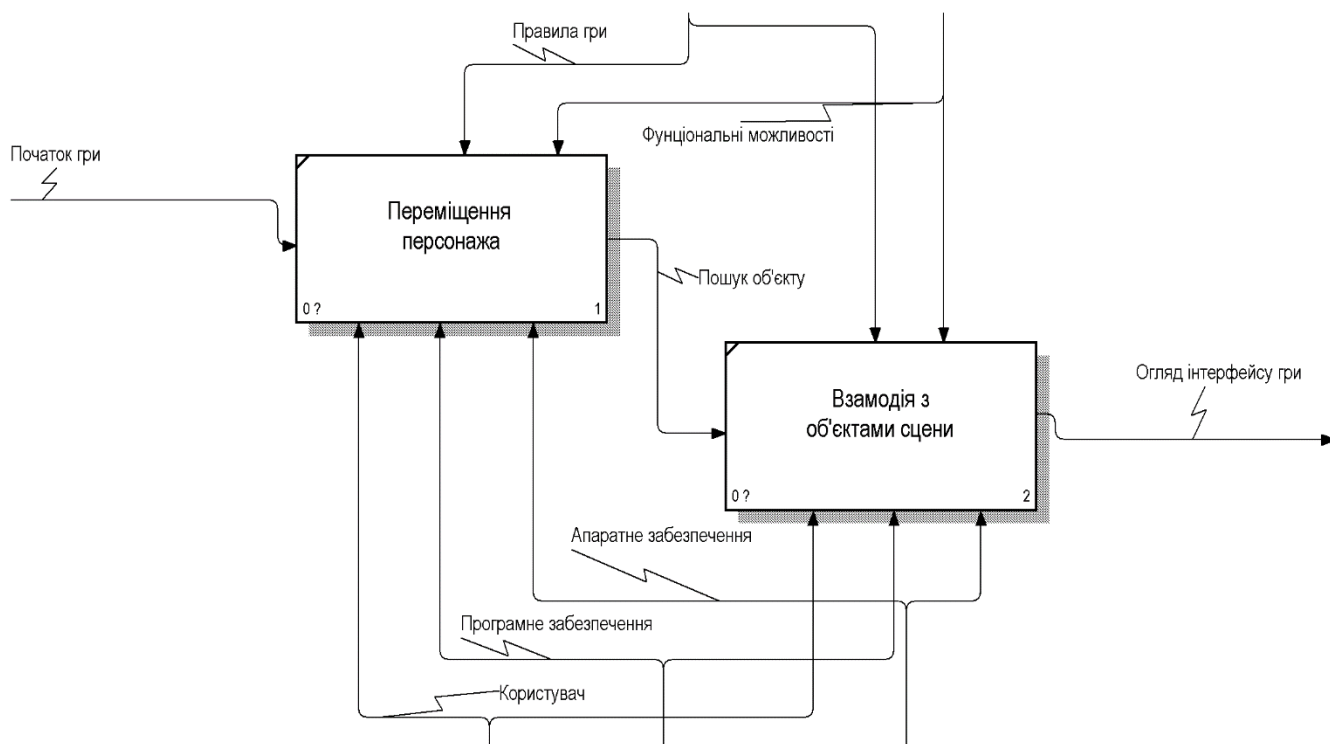 Правила гри
Фунціональні можливості
Початок гри
Переміщення
персонажа
0 ?
1
Пошук об'єкту
Взамодія з
об'єктами сцени
0 ?
2
Огляд інтерфейсу гри
Апаратне забезпечення
Програмне забезпечення
Користувач